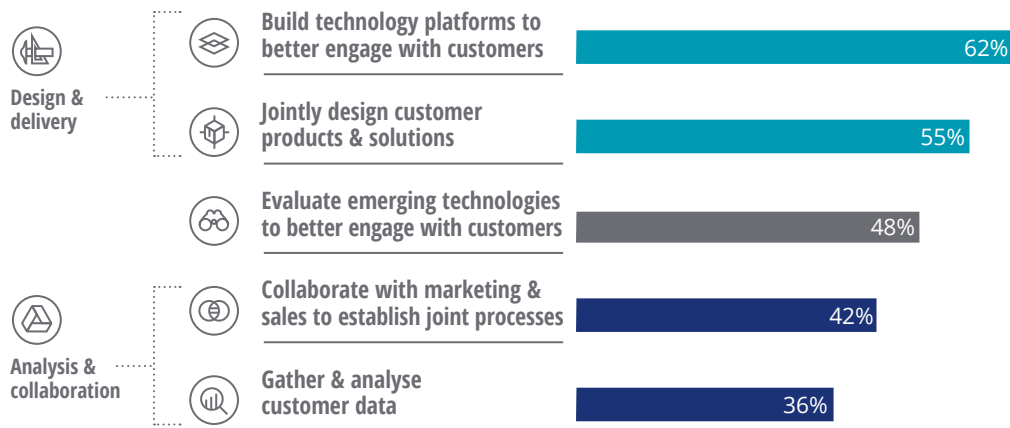 Build technology platforms to
better engage with customers
62%
Design &
delivery
Jointly design customer
products & solutions
55%
Evaluate emerging technologies
to better engage with customers
48%
Collaborate with marketing &
sales to establish joint processes
42%
Analysis &
collaboration
Gather & analyse
customer data
36%